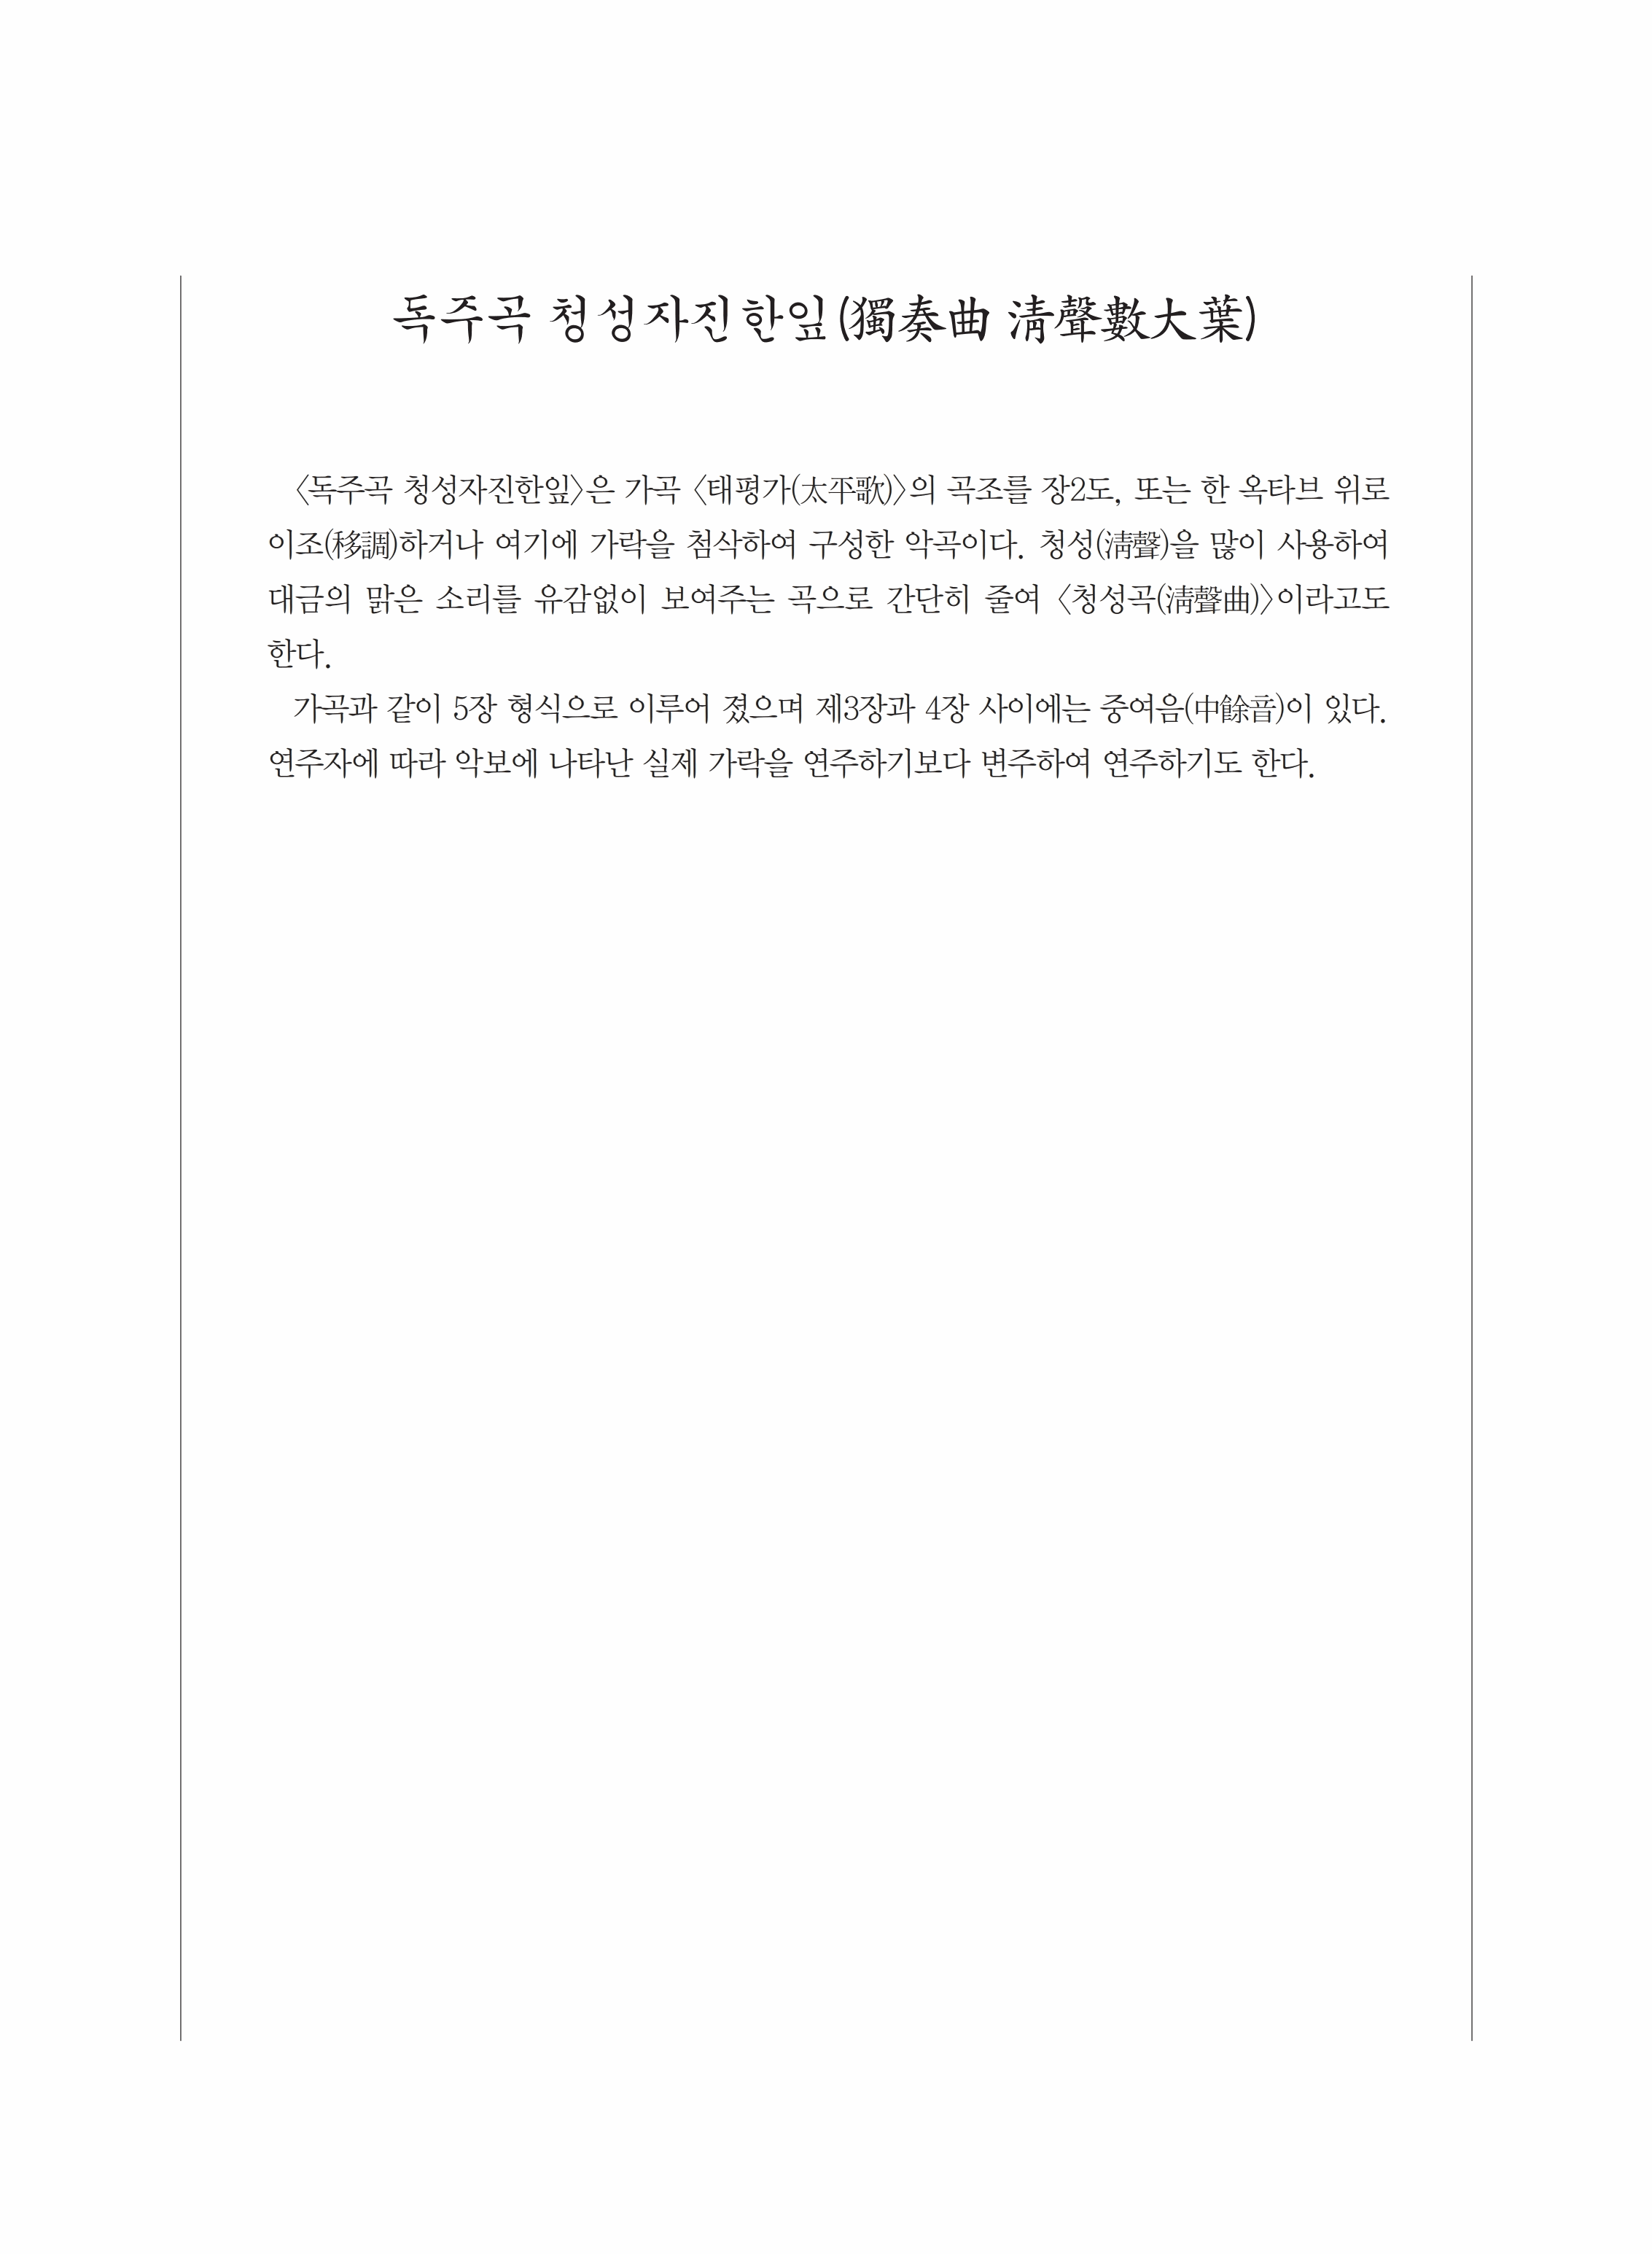 독주곡 청성자진한잎(獨奏曲 淸聲數大葉)
〈독주곡 청성자진한잎〉은 가곡 〈태평가(太平歌)〉의 곡조를 장2도, 또는 한 옥타브 위로
이조(移調)하거나 여기에 가락을 첨삭하여 구성한 악곡이다. 청성(淸聲)을 많이 사용하여
대금의 맑은 소리를 유감없이 보여주는 곡으로 간단히 줄여 〈청성곡(淸聲曲)〉이라고도
한다.
가곡과 같이 5장 형식으로 이루어 졌으며 제3장과 4장 사이에는 중여음(中餘音)이 있다.
연주자에 따라 악보에 나타난 실제 가락을 연주하기보다 변주하여 연주하기도 한다.